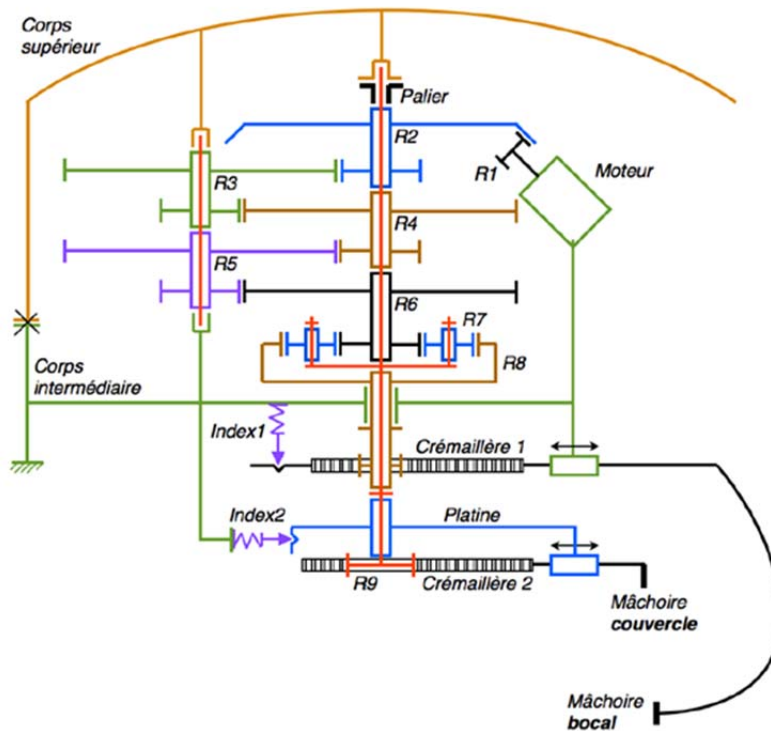 Corps
supérieur
Palier
R2
R1
Moteur
R3
R4
R5
R6
R7
R8
Corps
intermédiaire
Index1
Crémaillère 1
Index2
Platine
R9
Crémaillère 2
Mâchoire
couvercle
Mâchoire
bocal